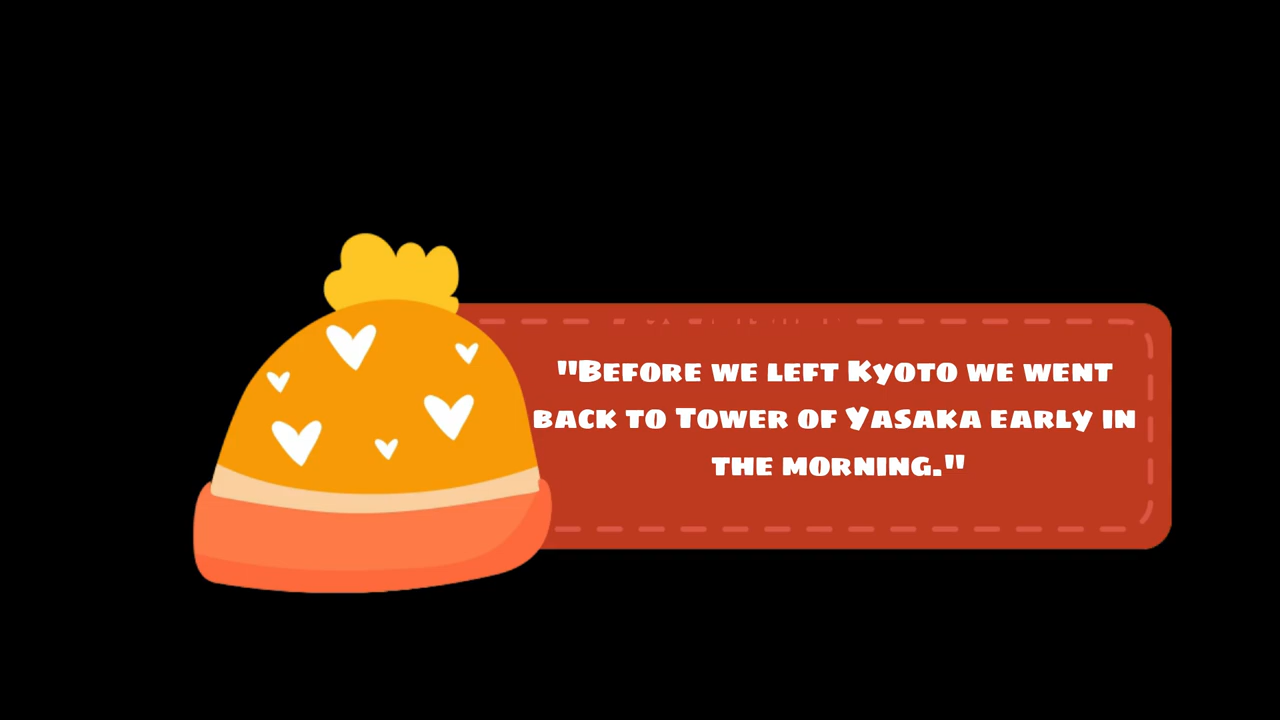 "Before we left Kyoto we went
back to Tower of Yasaka early in
the morning."